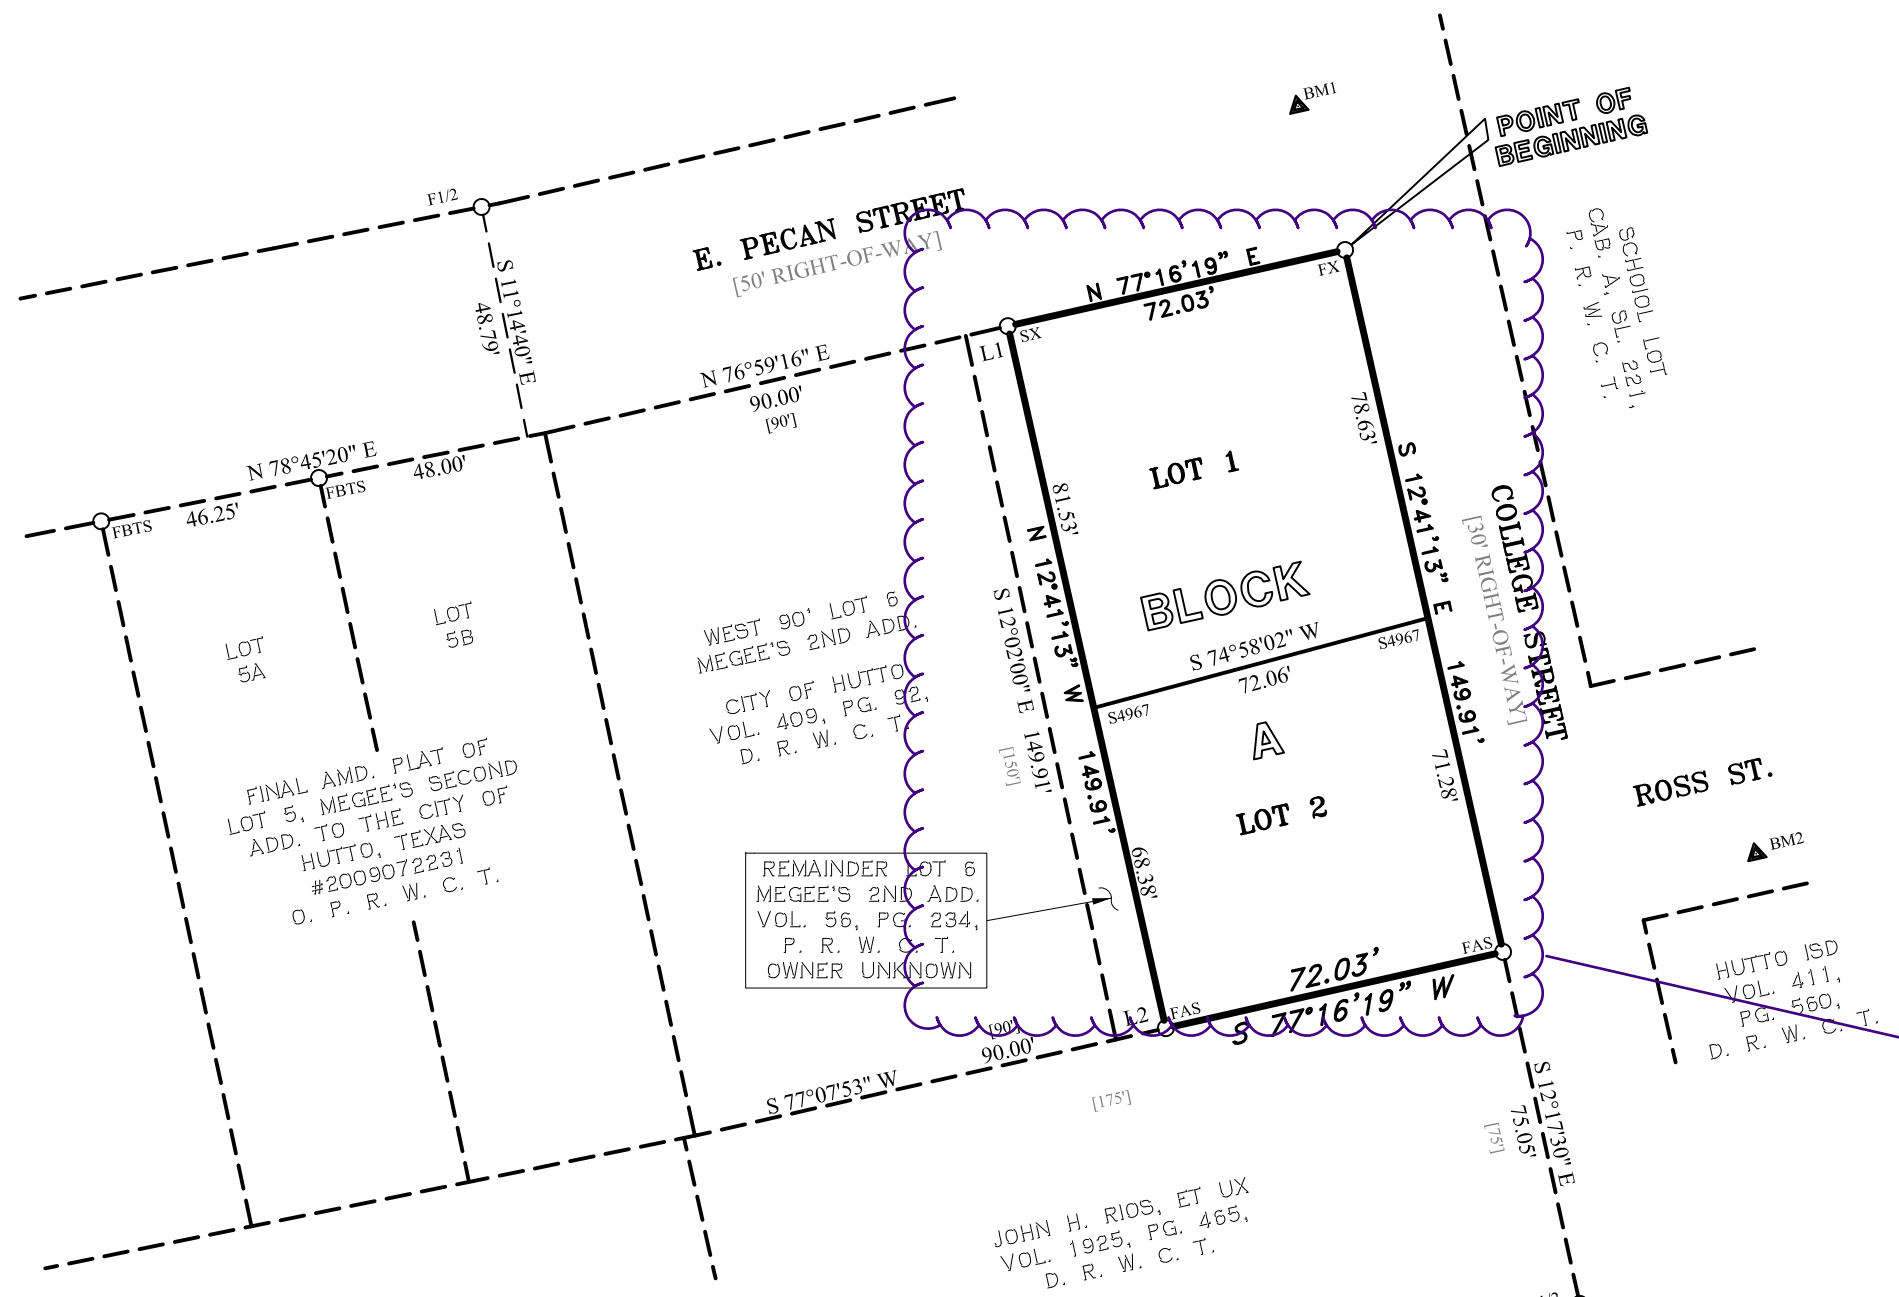 BM1
POINT OF
BEGINNING
F1/2
E. PECAN STREET
[50' RIGHT-OF-WAY]
S 11°14'40" E
48.79'
N 77°16'19" E
72.03'
FX
SX
L1
SCHOIOL LOT
CAB. A, SL. 221,
P. R. W. C. T.
N 76°59'16" E
90.00'
[90']
N 78°45'20" E
48.00'
FBTS
46.25'
FBTS
78.63'
S 12°41'13" E
149.91'
71.28'
LOT 1
81.53'
N 12°41'13" W
149.91'
68.38'
COLLEGE STREET
[30' RIGHT-OF-WAY]
BLOCK
A
S 74°58'02" W
72.06'
S4967
S4967
S 12°02'00" E 149.91'
[150']
LOT
5A
LOT
5B
WEST 90' LOT 6
MEGEE'S 2ND ADD.
CITY OF HUTTO
VOL. 409, PG. 92,
D. R. W. C. T.
FINAL AMD. PLAT OF
LOT 5, MEGEE'S SECOND
ADD. TO THE CITY OF
HUTTO, TEXAS
#2009072231
O. P. R. W. C. T.
LOT 2
ROSS ST.
BM2
REMAINDER LOT 6
MEGEE'S 2ND ADD.
VOL. 56, PG. 234,
P. R. W. C. T.
OWNER UNKNOWN
FAS
72.03'
S 77°16'19" W
FAS
L2
[90']
90.00'
S 77°07'53" W
[175']
HUTTO ISD
VOL. 411,
PG. 560,
D. R. W. C. T.
S 12°17'30" E
75.05'
[75']
JOHN H. RIOS, ET UX
VOL. 1925, PG. 465,
D. R. W. C. T.